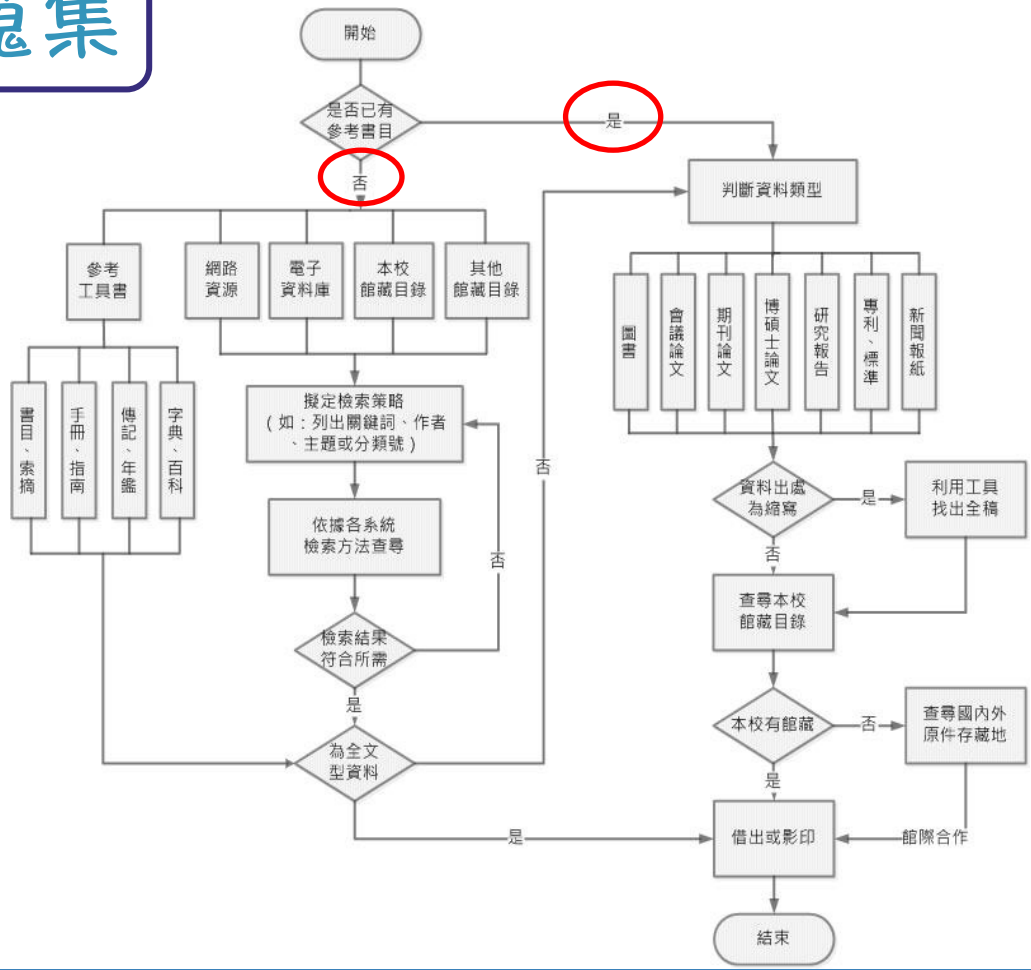 蒐集
開始
是否已有
參考書目
是
否
判斷資料類型
參考
工具書
網路
資源
電子
資料庫
本校
館藏目錄
其他
館藏目錄
圖書
會議論文
期刊論文
博碩士論文
研究報告
專利、標準
新聞報紙
書目、索摘
手冊、指南
傳記、年鑑
字典、百科
擬定檢索策略
(如:列出關鍵詞、作者
、主題或分類號)
否
依據各系統
檢索方法查尋
否
檢索結果
符合所需
是
為全文
型資料
是
資料出處
為縮寫
是
利用工具
找出全稿
否
查尋本校
館藏目錄
本校有館藏
否
查尋國內外
原件存藏地
是
借出或影印
館際合作
結束